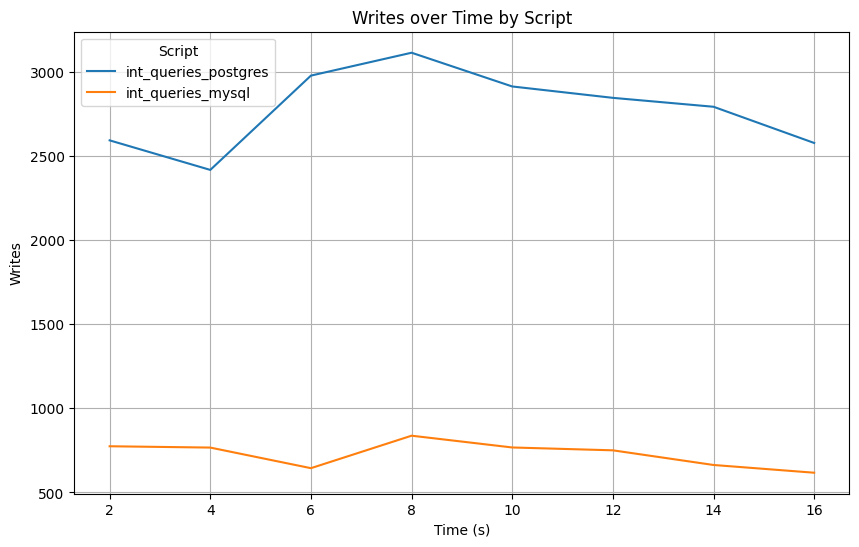 Writes over Time by Script
Script
int_queries_postgres
int_queries_mysql
Writes
3000
2500
2000
1500
1000
500
2 4 6 8 10 12 14 16
Time (s)